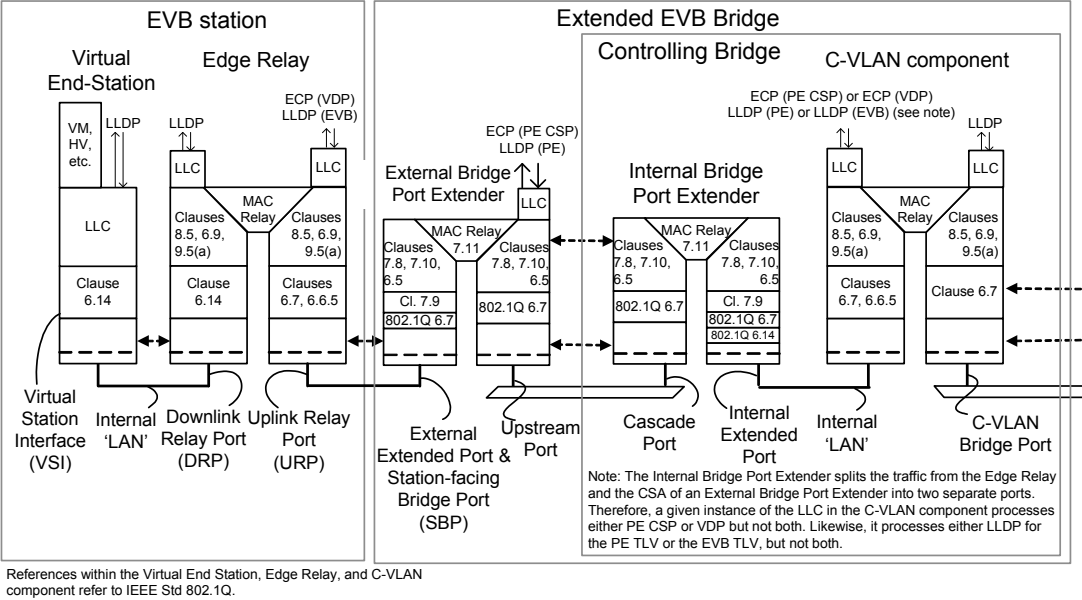 EVB station
Extended EVB Bridge
Controlling Bridge
Virtual
End-Station
Edge Relay
C-VLAN component
VM,
HV,
etc.
LLDP
LLC
Clause
6.14
LLDP
LLC
ECP (VDP)
LLDP (EVB)
LLC
MAC
Relay
Clauses
8.5, 6.9,
9.5(a)
Clauses
8.5, 6.9,
9.5(a)
Clause
6.14
Clauses
6.7, 6.6.5
External Bridge
Port Extender
ECP (PE CSP)
LLDP (PE)
LLC
MAC Relay
7.11
Clauses
7.8, 7.10,
6.5
Clauses
7.8, 7.10,
6.5
Cl. 7.9
802.1Q 6.7
802.1Q 6.7
Internal Bridge
Port Extender
MAC Relay
7.11
Clauses
7.8, 7.10,
6.5
Clauses
7.8, 7.10,
6.5
802.1Q 6.7
Cl. 7.9
802.1Q 6.7
802.1Q 6.14
ECP (PE CSP) or ECP (VDP)
LLDP (PE) or LLDP (EVB) (see note)
LLC
LLDP
LLC
MAC
Relay
Clauses
8.5, 6.9,
9.5(a)
Clauses
8.5, 6.9,
9.5(a)
Clauses
6.7, 6.6.5
Clause 6.7
Virtual
Station
Interface
(VSI)
Internal
‘LAN’
Downlink
Relay Port
(DRP)
Uplink Relay
Port
(URP)
External
Extended Port &
Station-facing
Bridge Port
(SBP)
Upstream
Port
Cascade
Port
Internal
Extended
Port
Internal
‘LAN’
C-VLAN
Bridge Port
Note: The Internal Bridge Port Extender splits the traffic from the Edge Relay
and the CSA of an External Bridge Port Extender into two separate ports.
Therefore, a given instance of the LLC in the C-VLAN component processes
either PE CSP or VDP but not both. Likewise, it processes either LLDP for
the PE TLV or the EVB TLV, but not both.
References within the Virtual End Station, Edge Relay, and C-VLAN
component refer to IEEE Std 802.1Q.